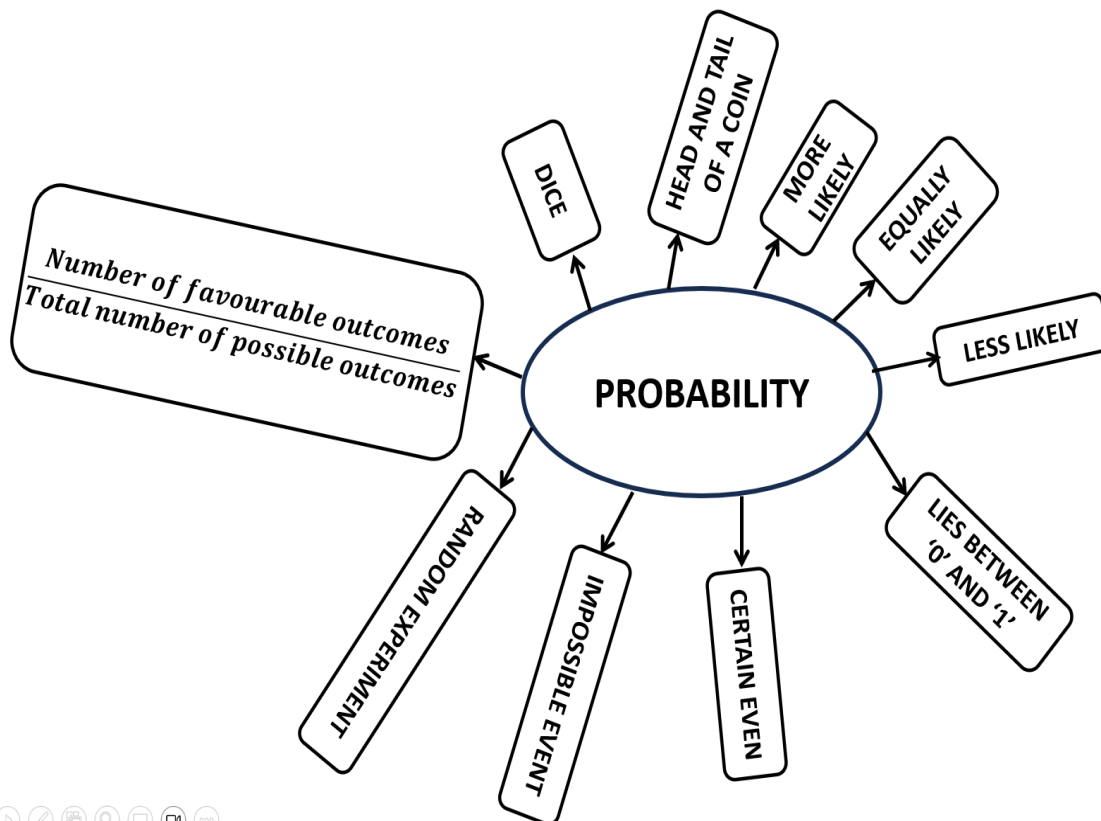 HEAD AND TAIL
OF A COIN
DICE
MORE
LIKELY
EQUALLY
LIKELY
Number of favourable outcomes
Total number of possible outcomes
LESS LIKELY
PROBABILITY
LIES BETWEEN
‘0’ AND ‘1’
RANDOM EXPERIMENT
IMPOSSIBLE EVENT
CERTAIN EVEN